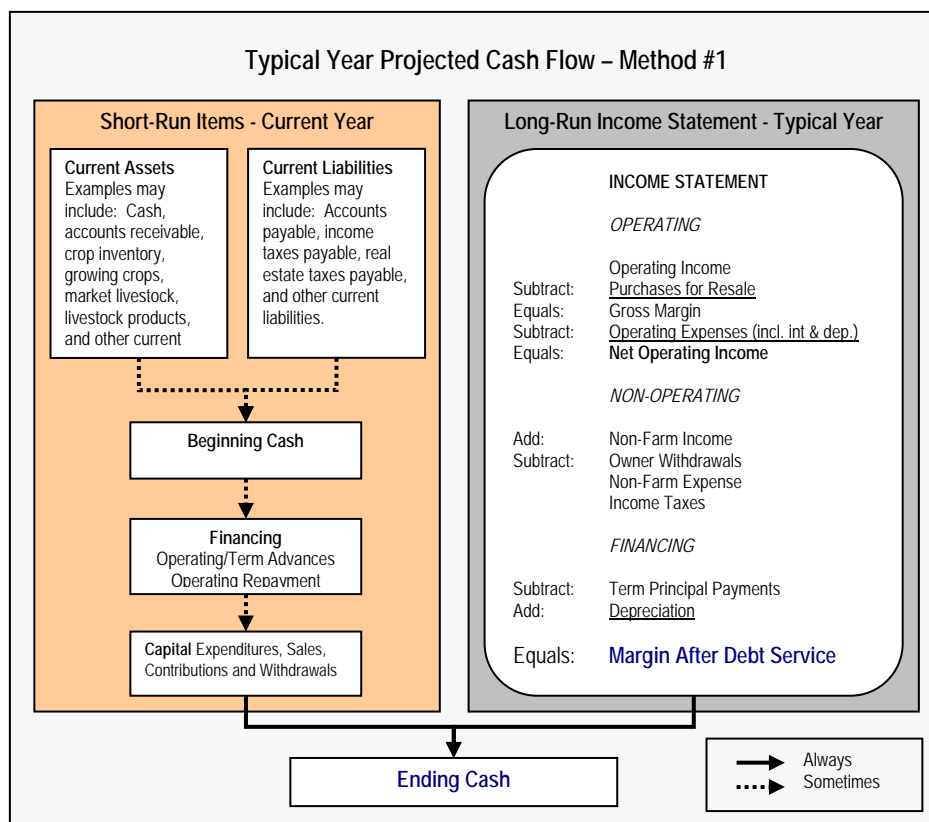 Typical Year Projected Cash Flow – Method #1
Short-Run Items - Current Year
Current Assets
Examples may
include: Cash,
accounts receivable,
crop inventory,
growing crops,
market livestock,
livestock products,
and other current
Current Liabilities
Examples may
include: Accounts
payable, income
taxes payable, real
estate taxes payable,
and other current
liabilities.
Beginning Cash
Financing
Operating/Term Advances
Operating Repayment
Capital Expenditures, Sales,
Contributions and Withdrawals
Long-Run Income Statement - Typical Year
INCOME STATEMENT
OPERATING
Operating Income
Subtract: Purchases for Resale
Equals: Gross Margin
Subtract: Operating Expenses (incl. int & dep.)
Equals: Net Operating Income
NON-OPERATING
Add: Non-Farm Income
Subtract: Owner Withdrawals
Non-Farm Expense
Income Taxes
FINANCING
Subtract: Term Principal Payments
Add: Depreciation
Equals: Margin After Debt Service
Ending Cash
Always
Sometimes